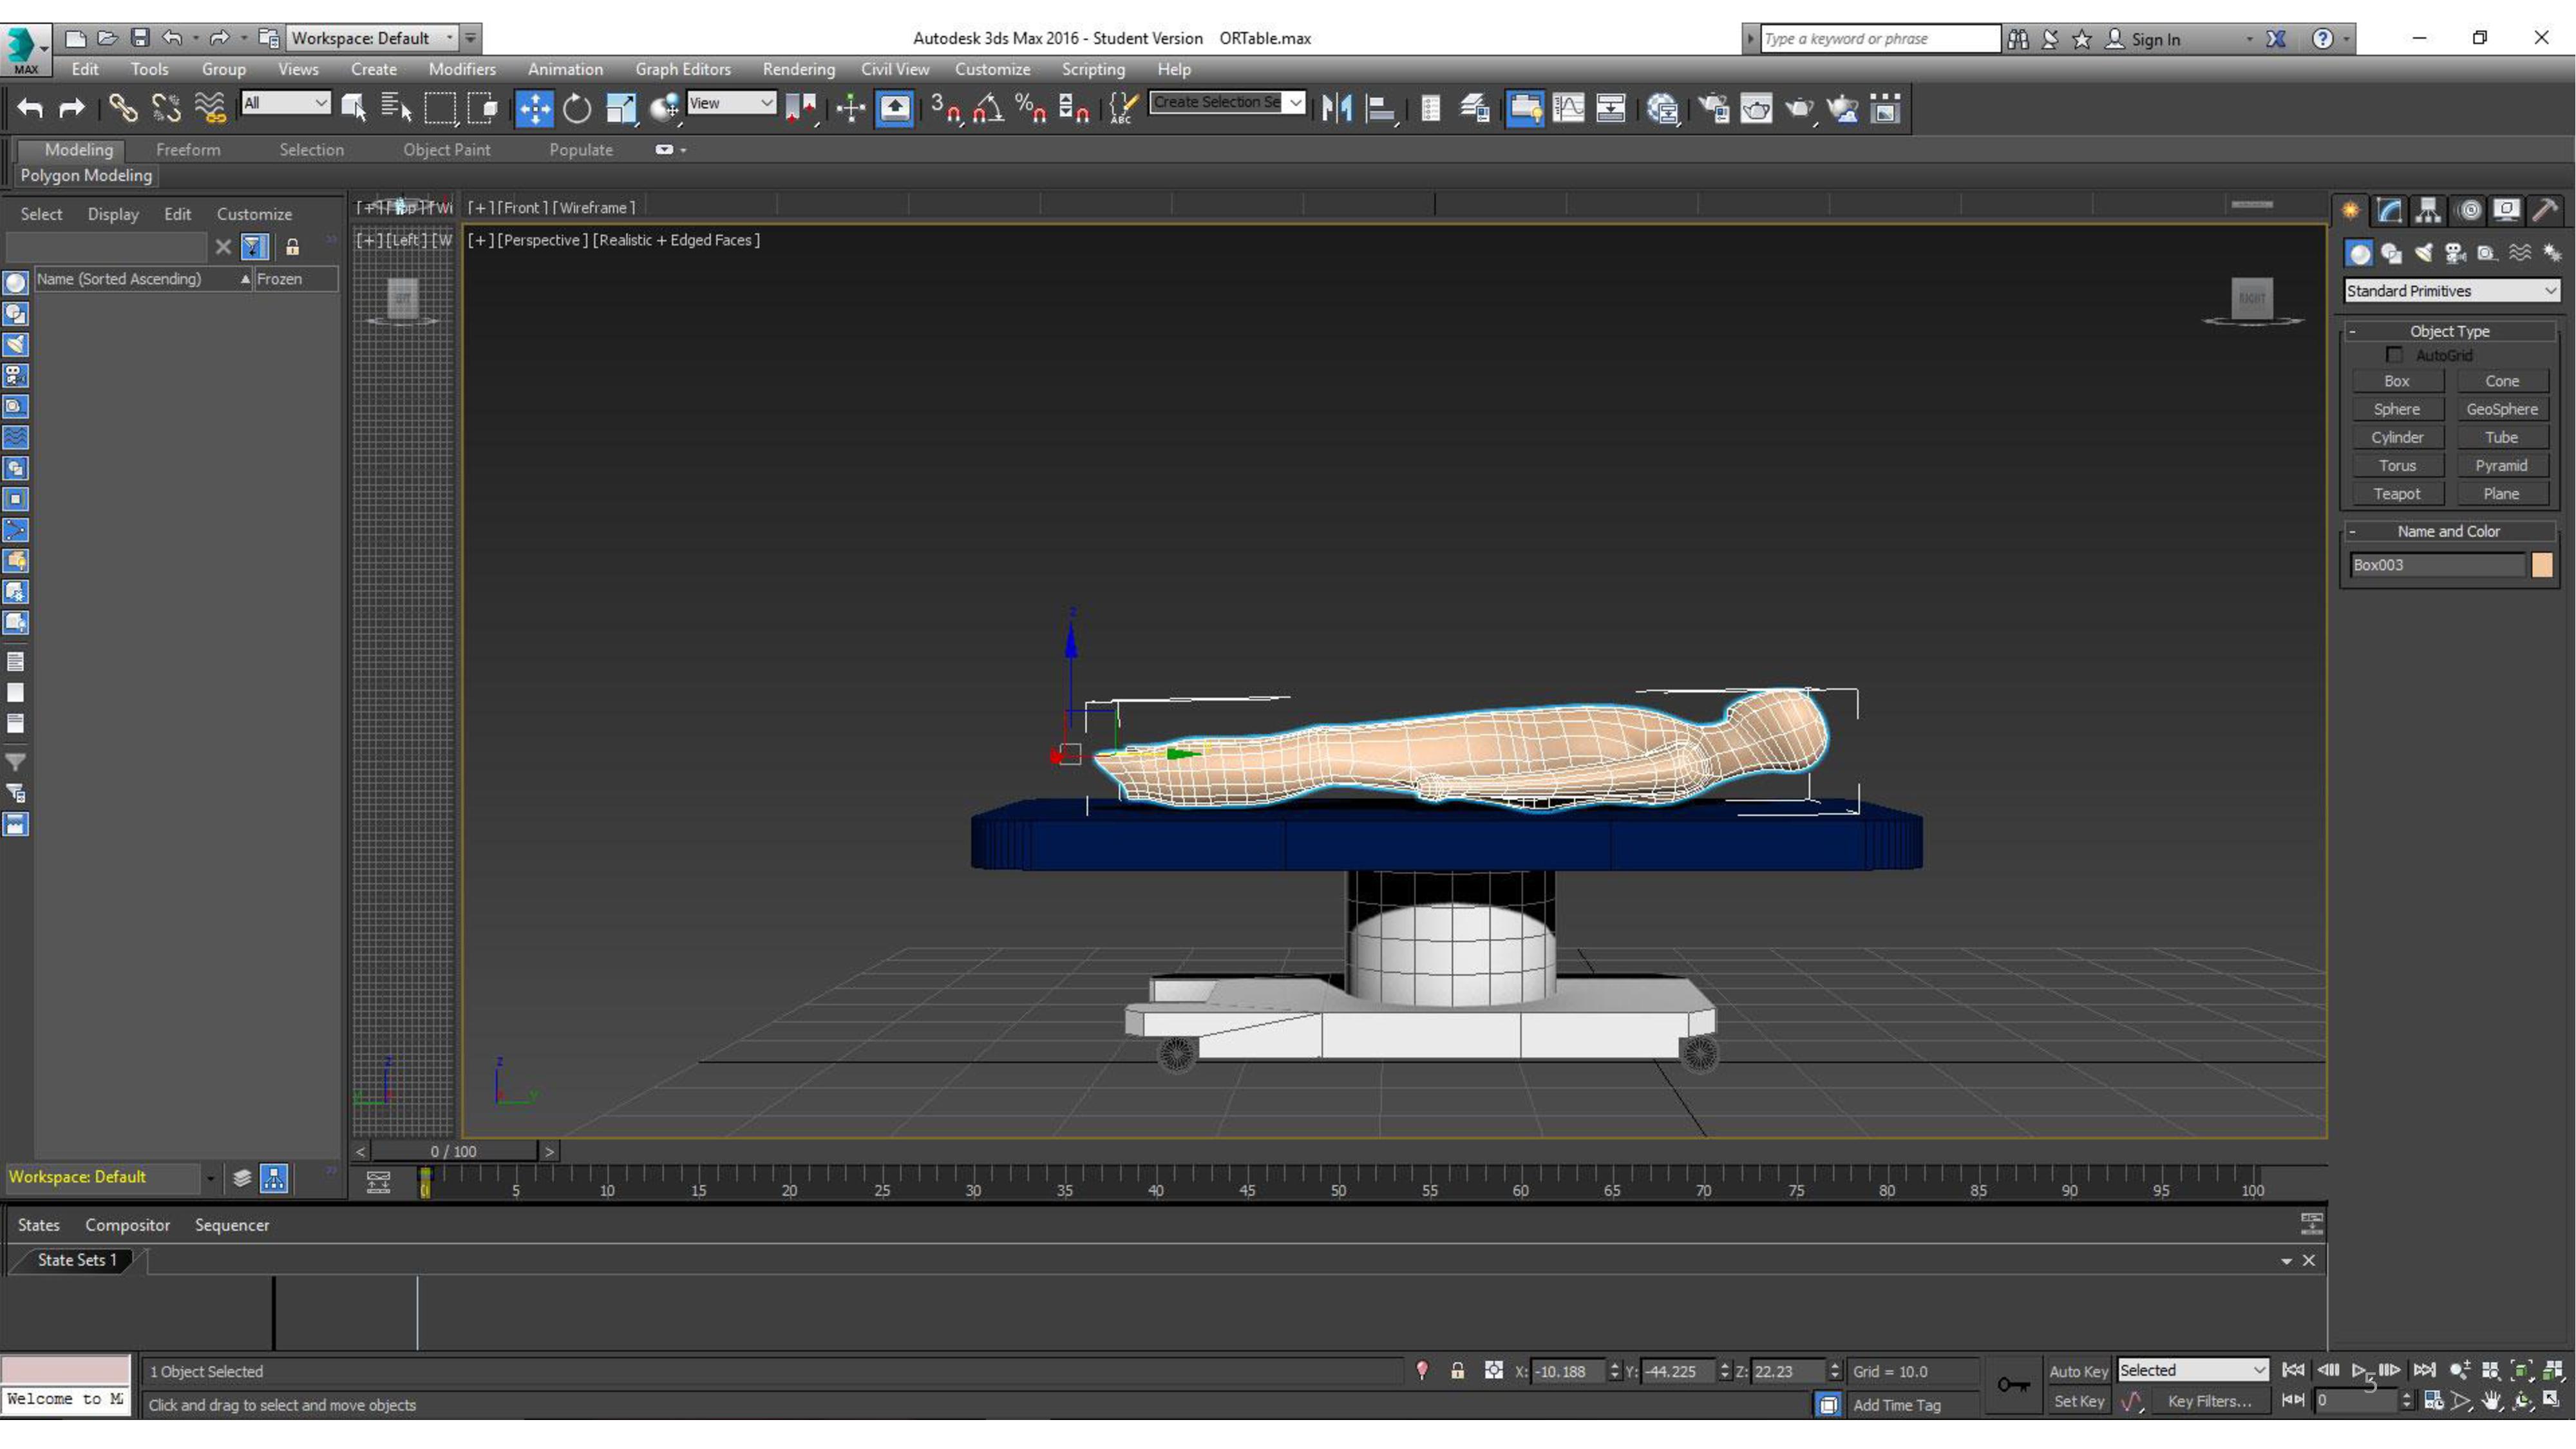 Workspace: Default
Autodesk 3ds Max 2016 - Student Version ORTable.max
Type a keyword or phrase
Sign In
MAX
Edit Tools Group Views Create Modifiers Animation Graph Editors Rendering Civil View Customize Scripting Help
All
View
3
%
ABC
Create Selection Se
Modeling Freeform Selection Object Paint Populate
Polygon Modeling
Select Display Edit Customize
[+][Front][Wireframe]
[+][Left][W
[+][Perspective][Realistic + Edged Faces]
Name (Sorted Ascending) Frozen
RIGHT
Standard Primitives
- Object Type
AutoGrid
Box Cone
Sphere GeoSphere
Cylinder Tube
Torus Pyramid
Teapot Plane
- Name and Color
Box003
z
z
z
y
< 0 / 100 >
Workspace: Default
0 5 10 15 20 25 30 35 40 45 50 55 60 65 70 75 80 85 90 95 100
States Compositor Sequencer
State Sets 1
1 Object Selected
X: -10.188 Y: -44.225 Z: 22.23 Grid = 10.0
Auto Key Selected
Welcome to M
Click and drag to select and move objects
Add Time Tag
Set Key Key Filters...
0
5